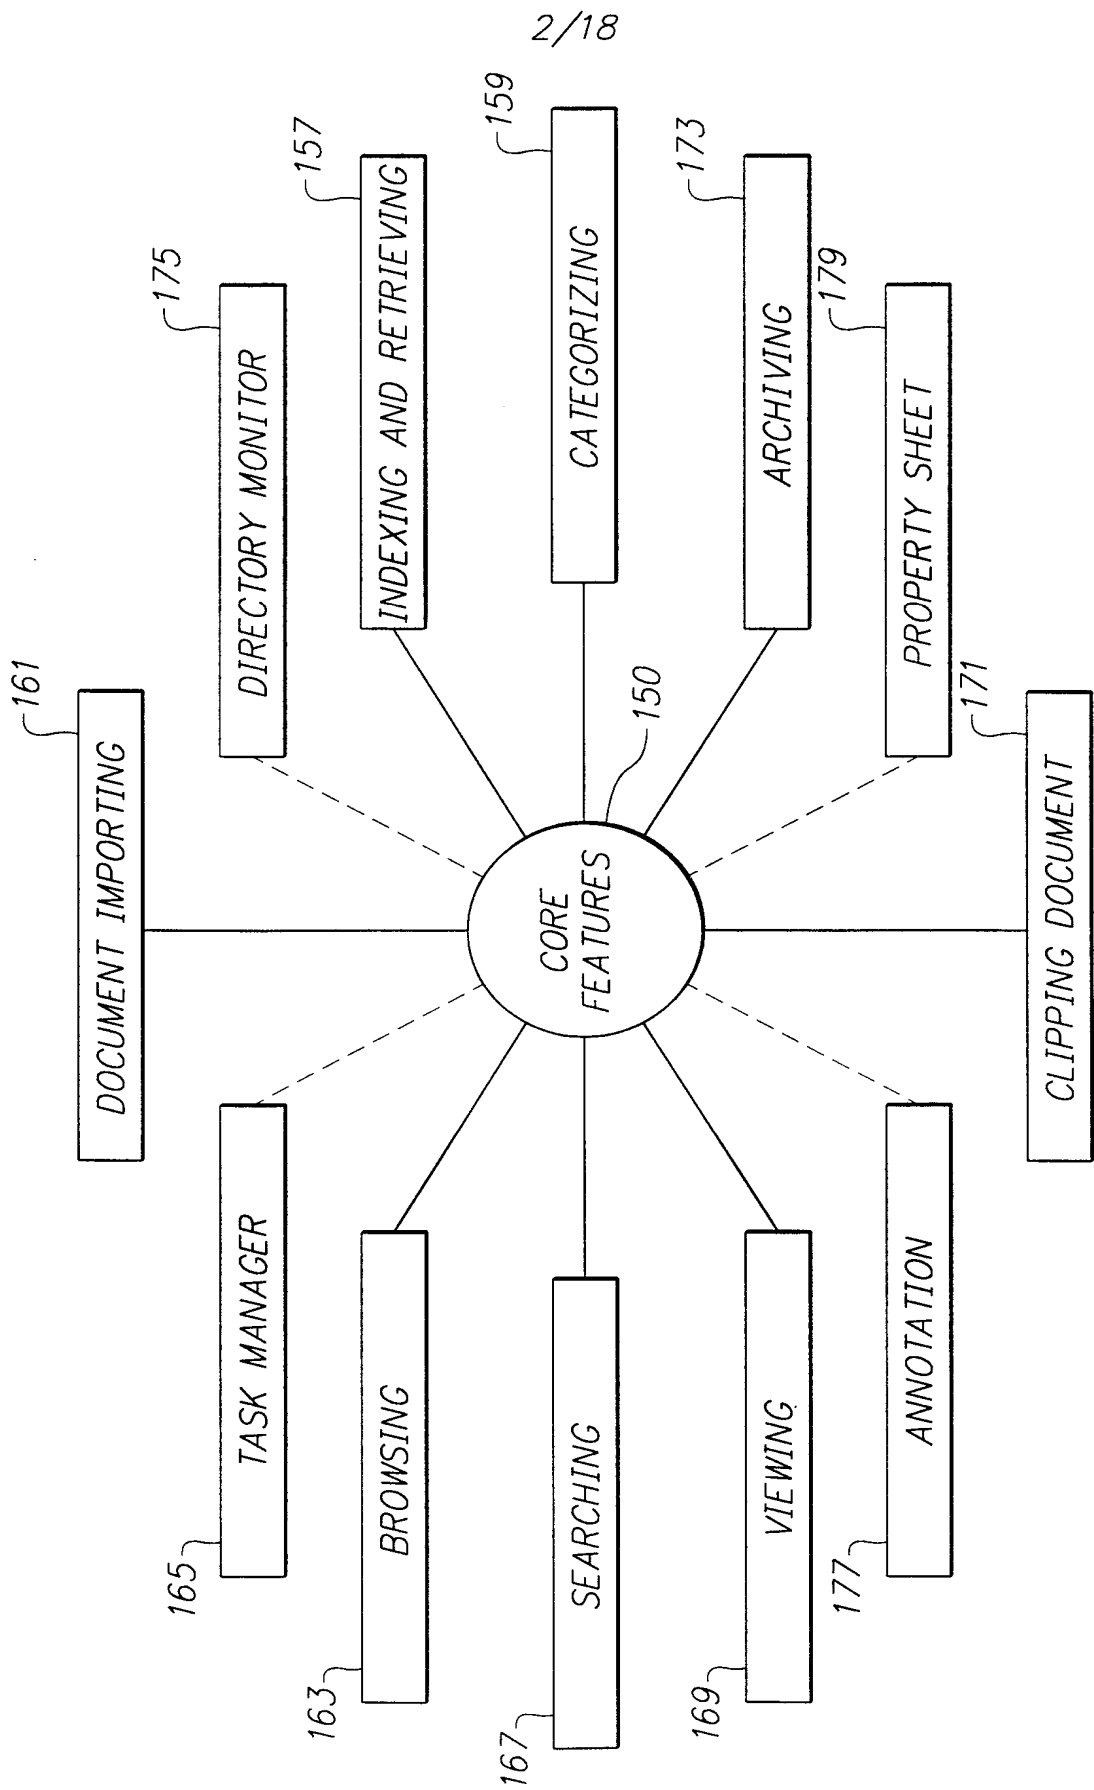 2/18
161
DOCUMENT IMPORTING
165
TASK MANAGER
175
DIRECTORY MONITOR
163
BROWSING
157
INDEXING AND RETRIEVING
167
SEARCHING
CORE
FEATURES
150
159
CATEGORIZING
169
VIEWING
173
ARCHIVING
177
ANNOTATION
179
PROPERTY SHEET
171
CLIPPING DOCUMENT